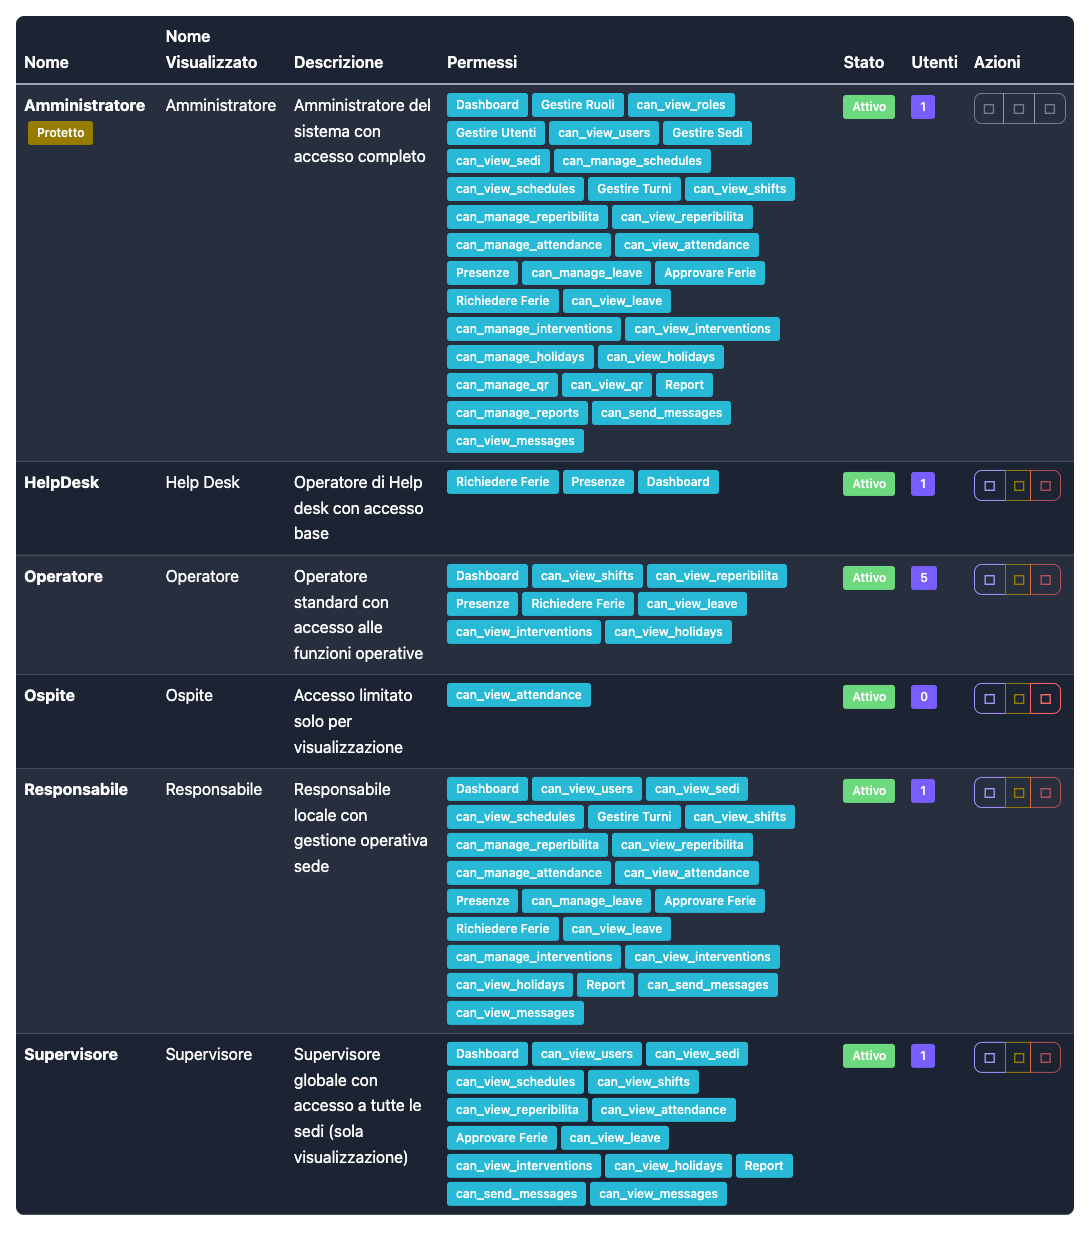 Nome
Nome Visualizzato
Descrizione
Permessi
Stato
Utenti
Azioni
Amministratore
Protetto
Amministratore
Amministratore del
sistema con
accesso completo
Dashboard Gestire Ruoli can_view_roles
Gestire Utenti can_view_users Gestire Sedi
can_view_sedi can_manage_schedules
can_view_schedules Gestire Turni can_view_shifts
can_manage_reperibilita can_view_reperibilita
can_manage_attendance can_view_attendance
Presenze can_manage_leave Approvare Ferie
Richiedere Ferie can_view_leave
can_manage_interventions can_view_interventions
can_manage_holidays can_view_holidays
can_manage_qr can_view_qr Report
can_manage_reports can_send_messages
can_view_messages
Attivo
1
HelpDesk
Help Desk
Operatore di Help
desk con accesso
base
Richiedere Ferie Presenze Dashboard
Attivo
1
Operatore
Operatore
Operatore
standard con
accesso alle
funzioni operative
Dashboard can_view_shifts can_view_reperibilita
Presenze Richiedere Ferie can_view_leave
can_view_interventions can_view_holidays
Attivo
5
Ospite
Ospite
Accesso limitato
solo per
visualizzazione
can_view_attendance
Attivo
0
Responsabile
Responsabile
Responsabile
locale con
gestione operativa
sede
Dashboard can_view_users can_view_sedi
can_view_schedules Gestire Turni can_view_shifts
can_manage_reperibilita can_view_reperibilita
can_manage_attendance can_view_attendance
Presenze can_manage_leave Approvare Ferie
Richiedere Ferie can_view_leave
can_manage_interventions can_view_interventions
can_view_holidays Report can_send_messages
can_view_messages
Attivo
1
Supervisore
Supervisore
Supervisore
globale con
accesso a tutte le
sedi (sola
visualizzazione)
Dashboard can_view_users can_view_sedi
can_view_schedules can_view_shifts
can_view_reperibilita can_view_attendance
Approvare Ferie can_view_leave
can_view_interventions can_view_holidays Report
can_send_messages can_view_messages
Attivo
1